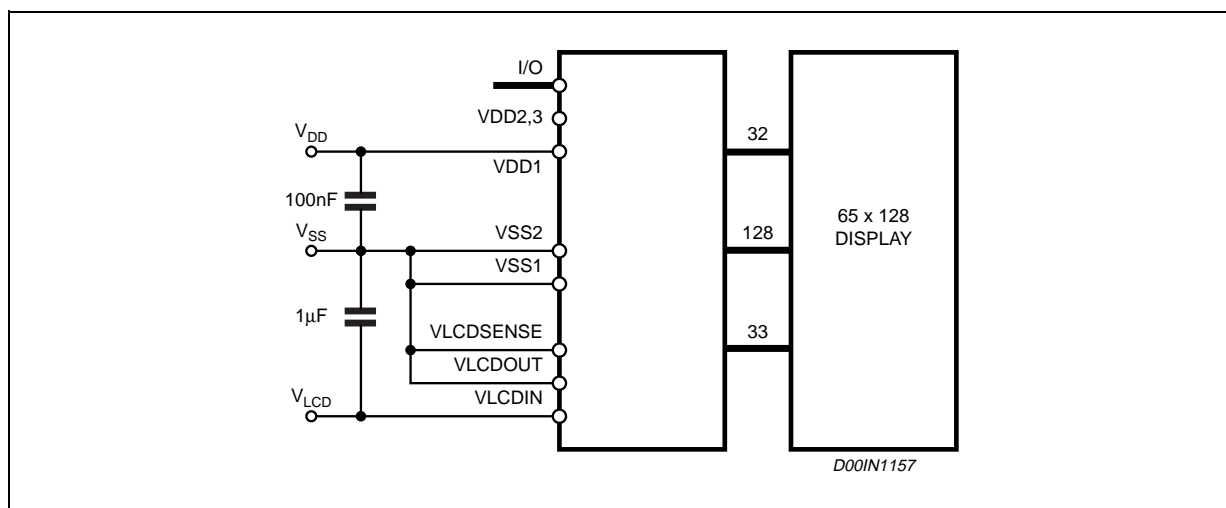 I/O
VDD2,3
V_DD
VDD1
32
100nF
V_SS
VSS2
128
65 x 128
DISPLAY
VSS1
1μF
VLCDSENSE
33
VLCDOUT
V_LCD
VLCDIN
D00IN1157